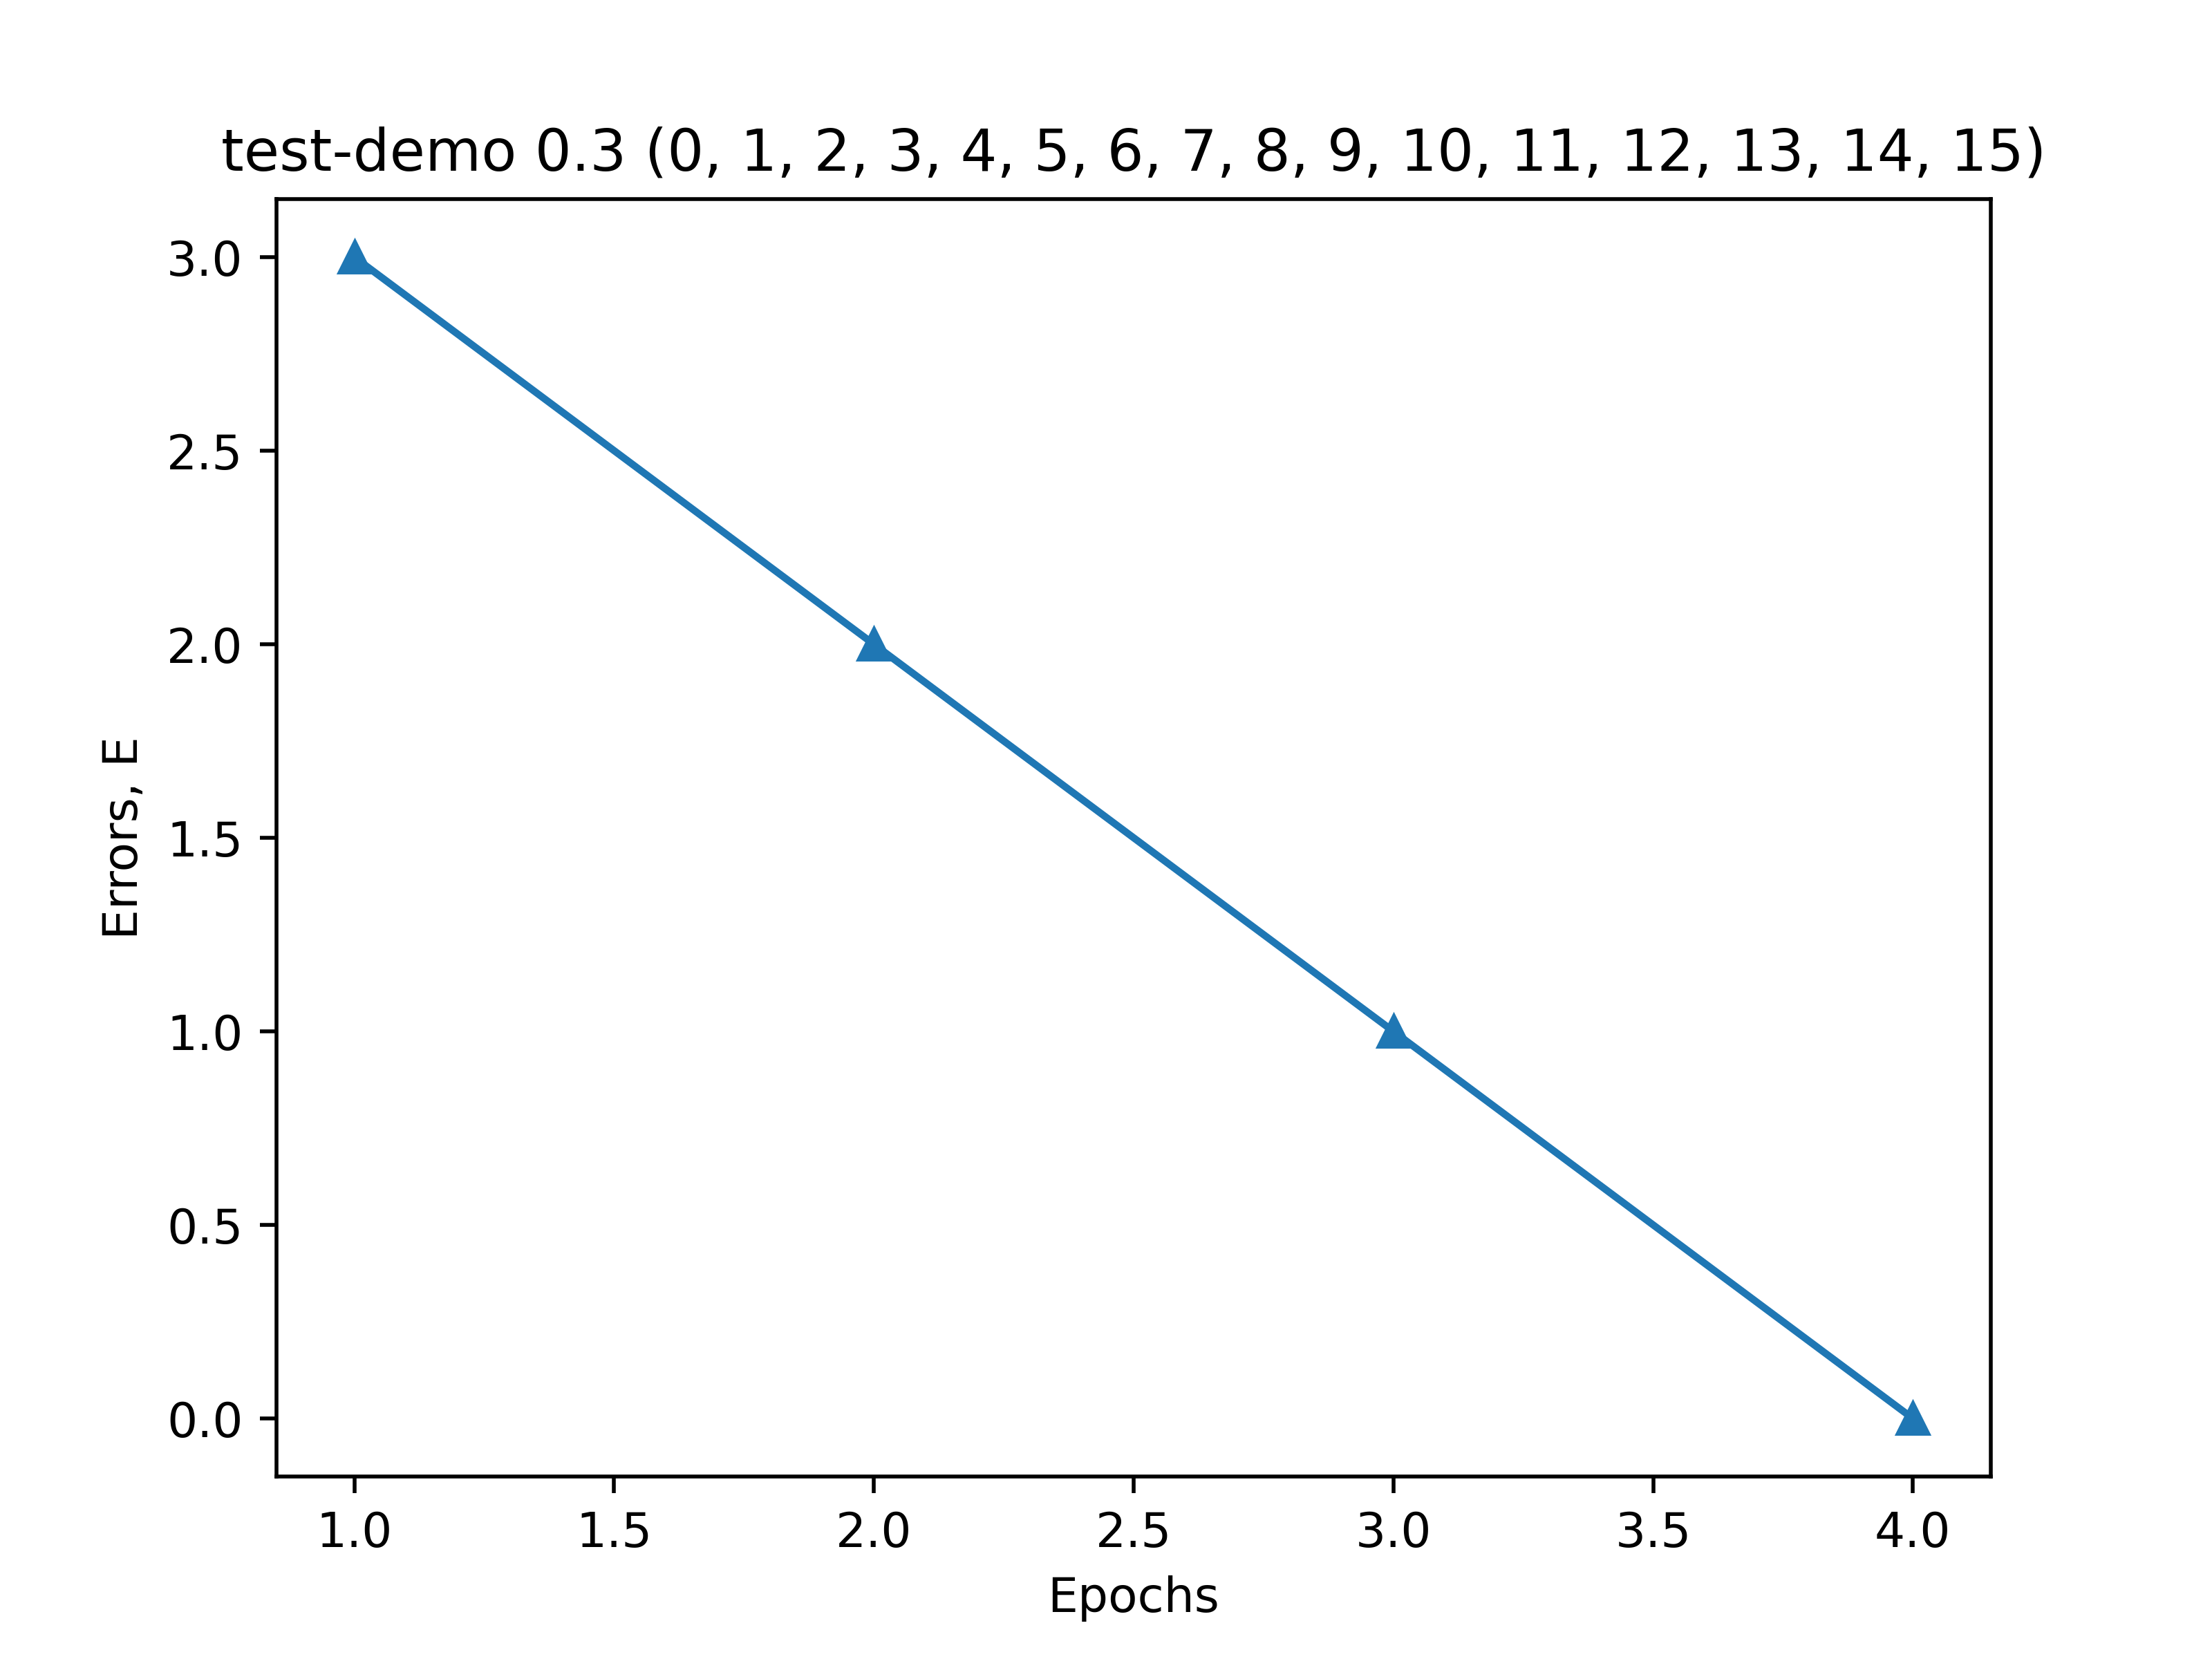 test-demo 0.3 (0, 1, 2, 3, 4, 5, 6, 7, 8, 9, 10, 11, 12, 13, 14, 15)
3.0
2.5
2.0
1.5
1.0
0.5
0.0
Errors, E
1.0 1.5 2.0 2.5 3.0 3.5 4.0
Epochs